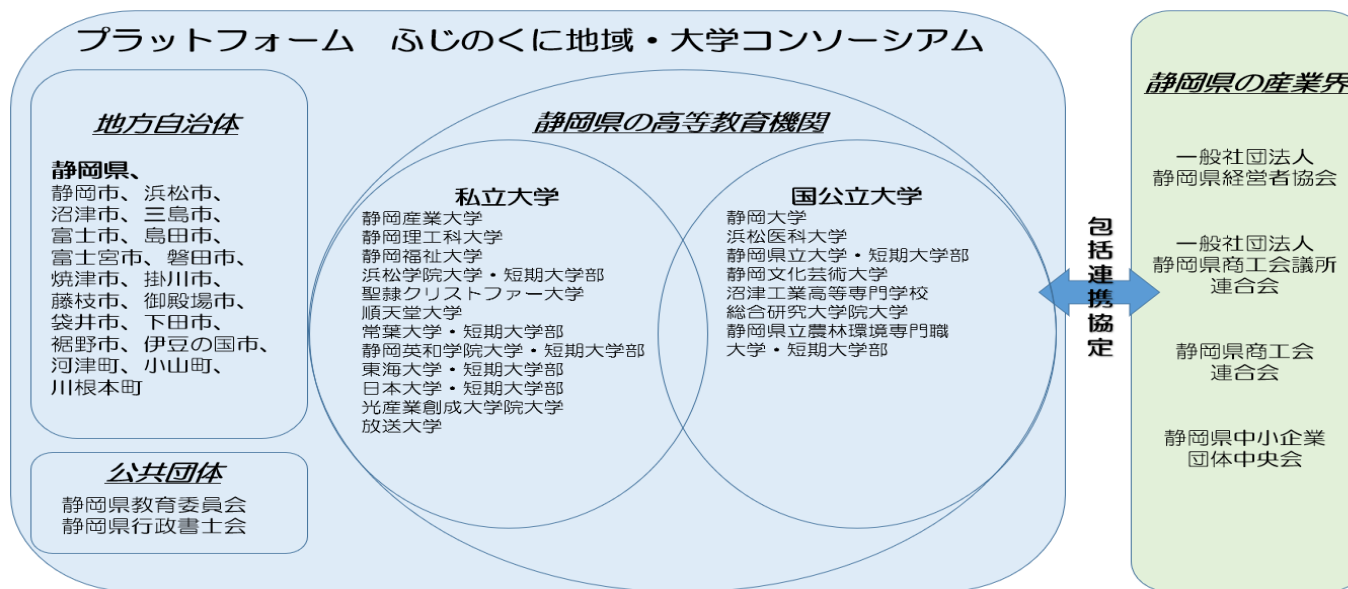 プラットフォーム　ふじのくに地域・大学コンソーシアム
地方自治体
静岡県、
静岡市、浜松市、
沼津市、三島市、
富士市、島田市、
富士宮市、磐田市、
焼津市、掛川市、
藤枝市、御殿場市、
袋井市、下田市、
裾野市、伊豆の国市、
河津町、小山町、
川根本町
公共団体
静岡県教育委員会
静岡県行政書士会
静岡県の高等教育機関
私立大学
静岡産業大学
静岡理工科大学
静岡福祉大学
浜松学院大学・短期大学部
聖隷クリストファー大学
順天堂大学
常葉大学・短期大学部
静岡英和学院大学・短期大学部
東海大学・短期大学部
日本大学・短期大学部
光産業創成大学院大学
放送大学
国公立大学
静岡大学
浜松医科大学
静岡県立大学・短期大学部
静岡文化芸術大学
沼津工業高等専門学校
総合研究大学院大学
静岡県立農林環境専門職
大学・短期大学部
包括連携協定
静岡県の産業界
一般社団法人
静岡県経営者協会
一般社団法人
静岡県商工会議所
連合会
静岡県商工会
連合会
静岡県中小企業
団体中央会